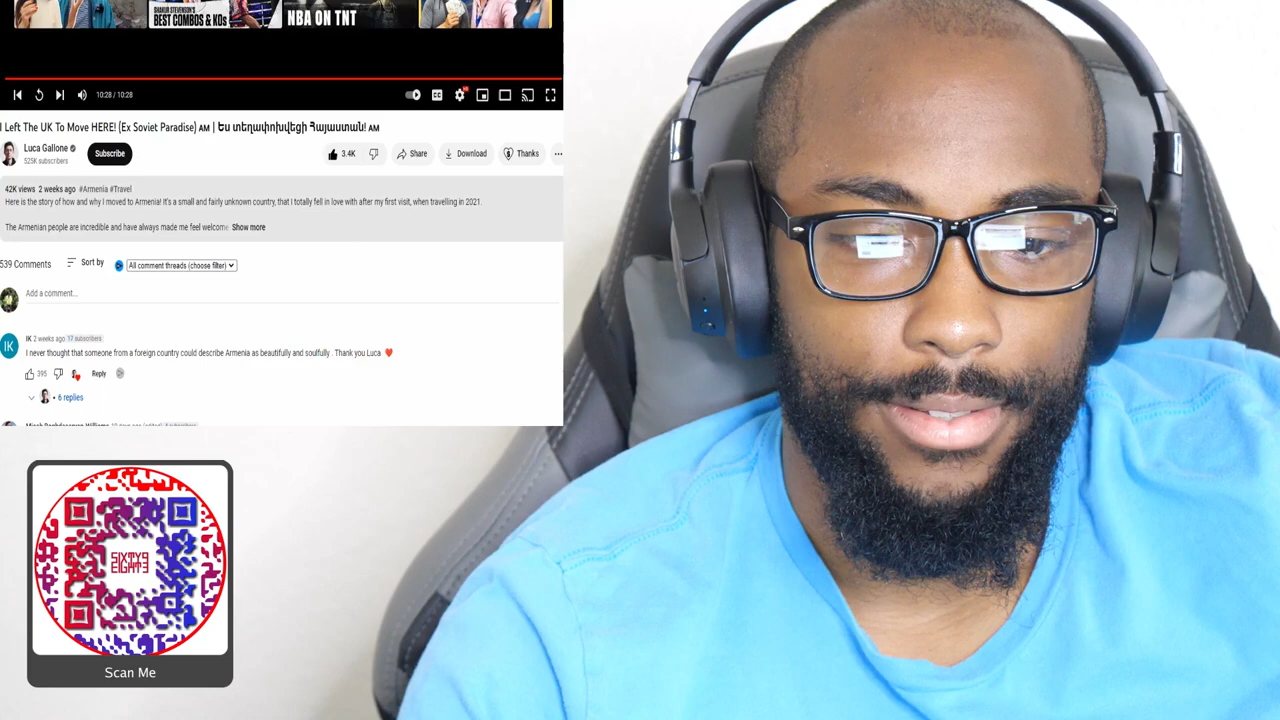 SHAKUR STEVENSON'S
BEST COMBOS & KOs
NBA ON TNT
10:28 / 10:28
CC
I Left The UK To Move HERE! (Ex Soviet Paradise) AM | Ես տեղափոխվեցի Հայաստան! AM
Luca Gallone
525K subscribers
Subscribe
3.4K
Share
Download
Thanks
42K views 2 weeks ago #Armenia #Travel
Here is the story of how and why I moved to Armenia! It's a small and fairly unknown country, that I totally fell in love with after my first visit, when travelling in 2021.
The Armenian people are incredible and have always made me feel welcome Show more
539 Comments
Sort by
All comment threads (choose filter)
Add a comment...
IK
IK 2 weeks ago 17 subscribers
I never thought that someone from a foreign country could describe Armenia as beautifully and soulfully . Thank you Luca
395
Reply
6 replies
SIXTY9
EIGHT3
Scan Me